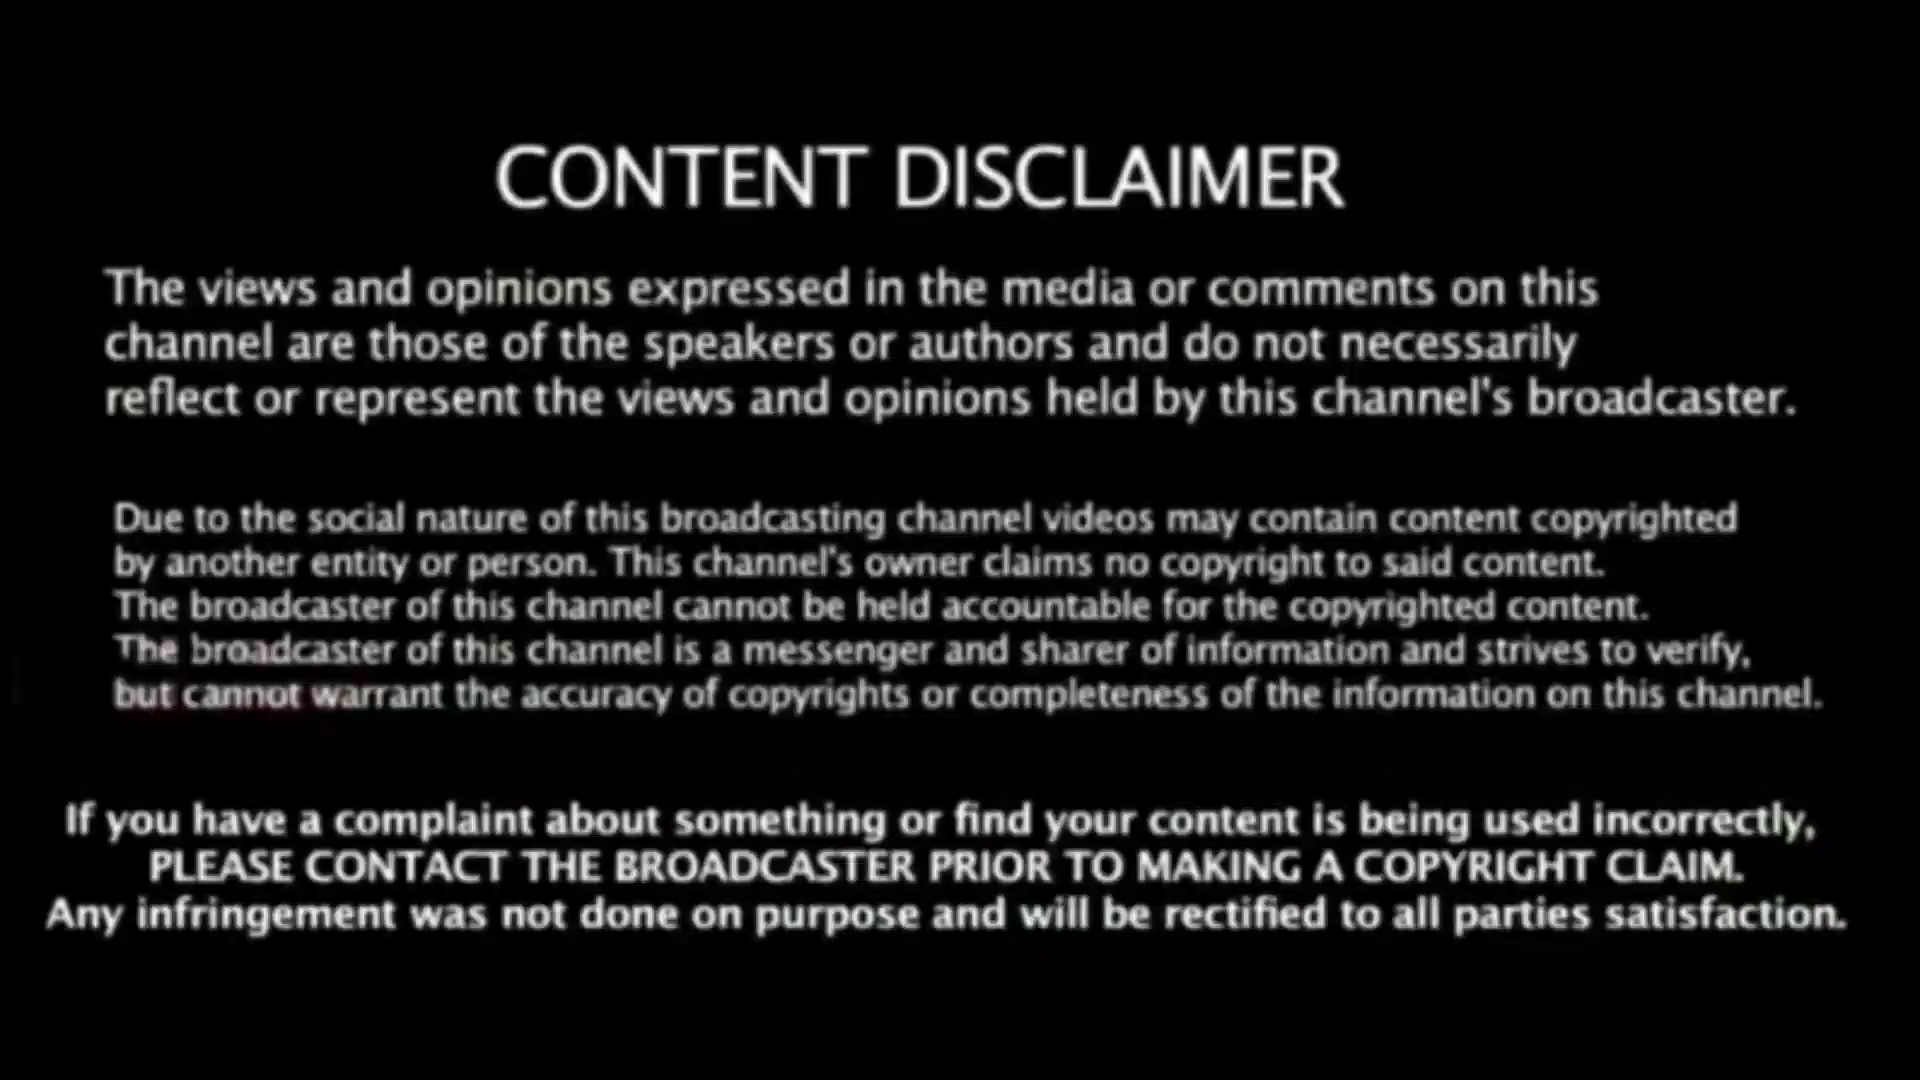 CONTENT DISCLAIMER
The views and opinions expressed in the media or comments on this
channel are those of the speakers or authors and do not necessarily
reflect or represent the views and opinions held by this channel's broadcaster.
Due to the social nature of this broadcasting channel videos may contain content copyrighted
by another entity or person. This channel's owner claims no copyright to said content.
The broadcaster of this channel cannot be held accountable for the copyrighted content.
The broadcaster of this channel is a messenger and sharer of information and strives to verify,
but cannot warrant the accuracy of copyrights or completeness of the information on this channel.
If you have a complaint about something or find your content is being used incorrectly,
PLEASE CONTACT THE BROADCASTER PRIOR TO MAKING A COPYRIGHT CLAIM.
Any infringement was not done on purpose and will be rectified to all parties satisfaction.